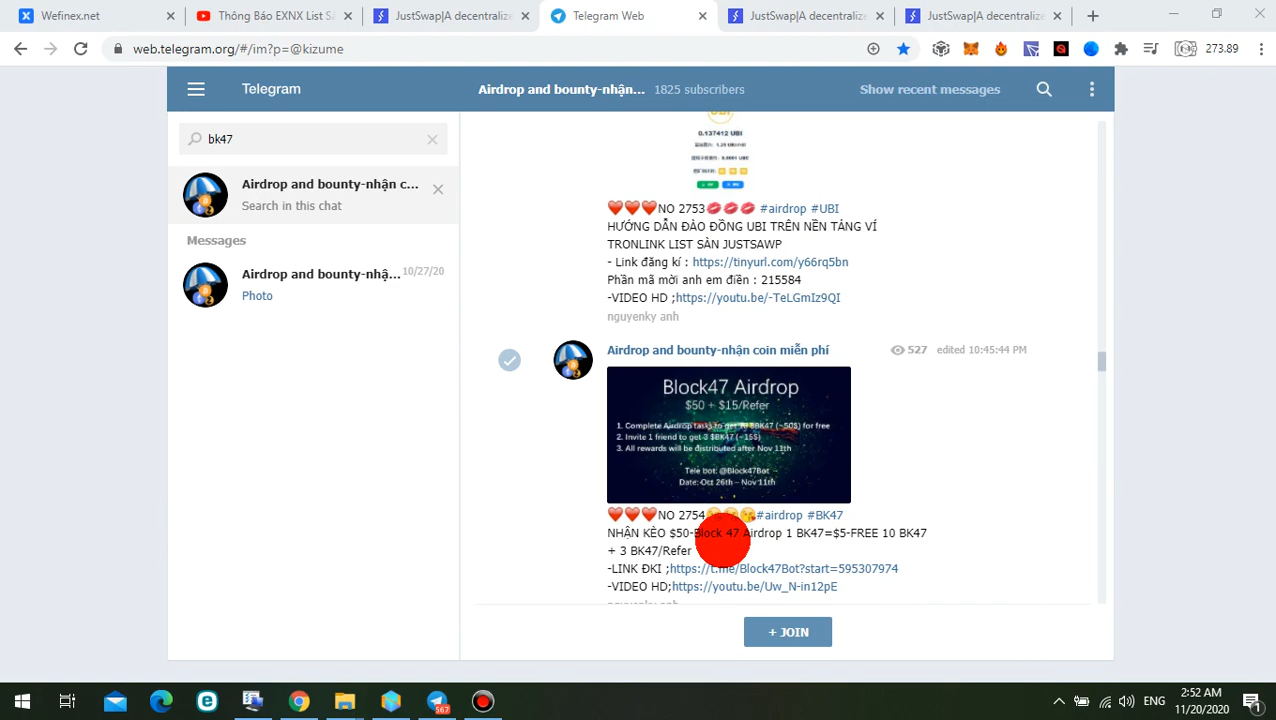 Wefinex.net
Thông Báo EXNX List S
JustSwap|A decentralize
Telegram Web
JustSwap|A decentralize
JustSwap|A decentralize
web.telegram.org/#/im?p=@kizume
273.89
Telegram
Airdrop and bounty-nhận... 1825 subscribers
Show recent messages
bk47
Airdrop and bounty-nhận c...
Search in this chat
Messages
Airdrop and bounty-nhậ... 10/27/20
Photo
0.137412 UBI
NO 2753 #airdrop #UBI
HƯỚNG DẪN ĐÀO ĐỒNG UBI TRÊN NỀN TẢNG VÍ
TRONLINK LIST SÀN JUSTSAWP
- Link đăng kí : https://tinyurl.com/y66rq5bn
Phần mã mời anh em điền : 215584
-VIDEO HD ;https://youtu.be/-TeLGmIz9QI
nguyenky anh
Airdrop and bounty-nhận coin miễn phí
527 edited 10:45:44 PM
Block47 Airdrop
$50 + $15/Refer
1. Complete Airdrop tasks to get 10 $BK47 (~50$) for free
2. Invite 1 friend to get 3 $BK47 (~15$)
3. All rewards will be distributed after Nov 11th
Tele bot: @Block47Bot
Date: Oct 26th - Nov 11th
NO 2754 #airdrop #BK47
NHẬN KÈO $50-Block 47 Airdrop 1 BK47=$5-FREE 10 BK47
+ 3 BK47/Refer
-LINK ĐKI ;https://t.me/Block47Bot?start=595307974
-VIDEO HD;https://youtu.be/Uw_N-in12pE
nguyenky anh
+ JOIN
567
ENG
2:52 AM
11/20/2020
1